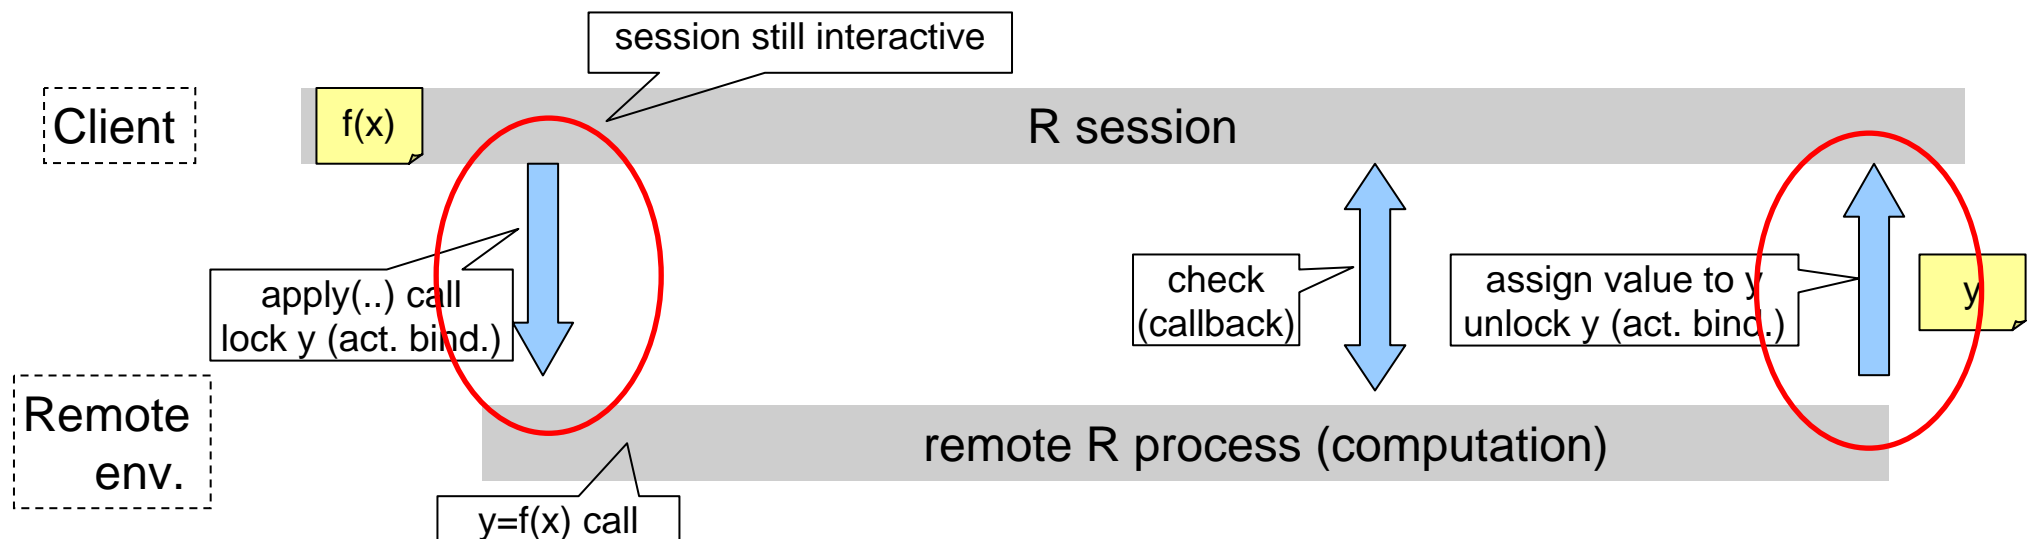 session still interactive
Client
f(x)
R session
apply(..) call
lock y (act. bind.)
check
(callback)
assign value to y
unlock y (act. bind.)
y
Remote
env.
remote R process (computation)
y=f(x) call